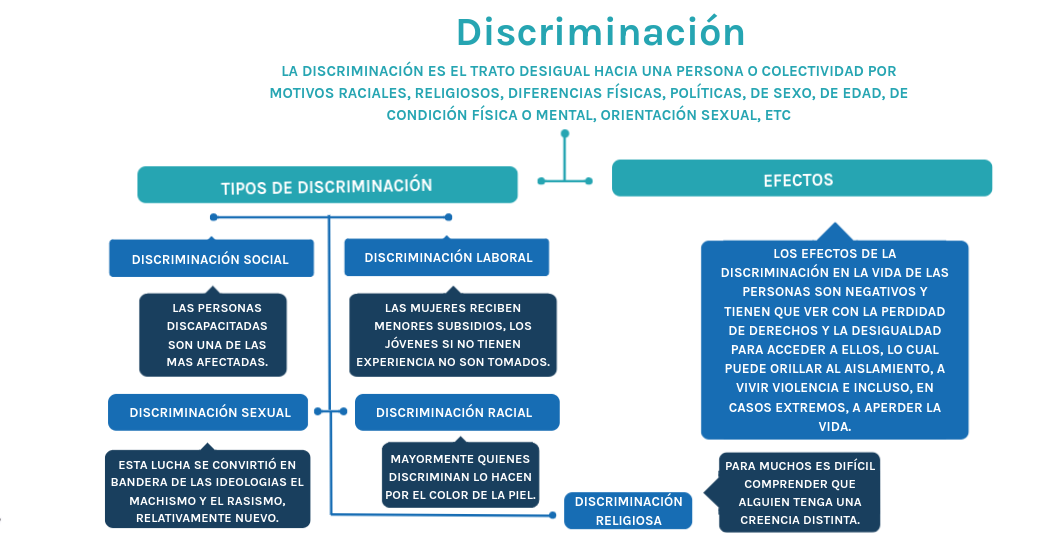 Discriminación
LA DISCRIMINACIÓN ES EL TRATO DESIGUAL HACIA UNA PERSONA O COLECTIVIDAD POR
MOTIVOS RACIALES, RELIGIOSOS, DIFERENCIAS FÍSICAS, POLÍTICAS, DE SEXO, DE EDAD, DE
CONDICIÓN FÍSICA O MENTAL, ORIENTACIÓN SEXUAL, ETC
TIPOS DE DISCRIMINACIÓN
EFECTOS
DISCRIMINACIÓN SOCIAL
LAS PERSONAS
DISCAPACITADAS
SON UNA DE LAS
MAS AFECTADAS.
DISCRIMINACIÓN LABORAL
LAS MUJERES RECIBEN
MENORES SUBSIDIOS, LOS
JÓVENES SI NO TIENEN
EXPERIENCIA NO SON TOMADOS.
DISCRIMINACIÓN SEXUAL
ESTA LUCHA SE CONVIRTIÓ EN
BANDERA DE LAS IDEOLOGIAS EL
MACHISMO Y EL RASISMO,
RELATIVAMENTE NUEVO.
DISCRIMINACIÓN RACIAL
MAYORMENTE QUIENES
DISCRIMINAN LO HACEN
POR EL COLOR DE LA PIEL.
DISCRIMINACIÓN
RELIGIOSA
PARA MUCHOS ES DIFÍCIL
COMPRENDER QUE
ALGUIEN TENGA UNA
CREENCIA DISTINTA.
LOS EFECTOS DE LA
DISCRIMINACIÓN EN LA VIDA DE LAS
PERSONAS SON NEGATIVOS Y
TIENEN QUE VER CON LA PERDIDAD
DE DERECHOS Y LA DESIGUALDAD
PARA ACCEDER A ELLOS, LO CUAL
PUEDE ORILLAR AL AISLAMIENTO, A
VIVIR VIOLENCIA E INCLUSO, EN
CASOS EXTREMOS, A APERDER LA
VIDA.